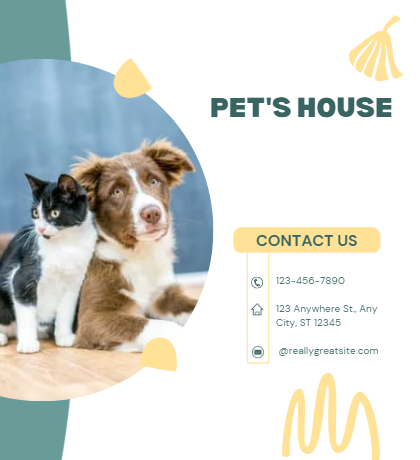 PET'S HOUSE
CONTACT US
123-456-7890
123 Anywhere St., Any
City, ST 12345
@reallygreatsite.com